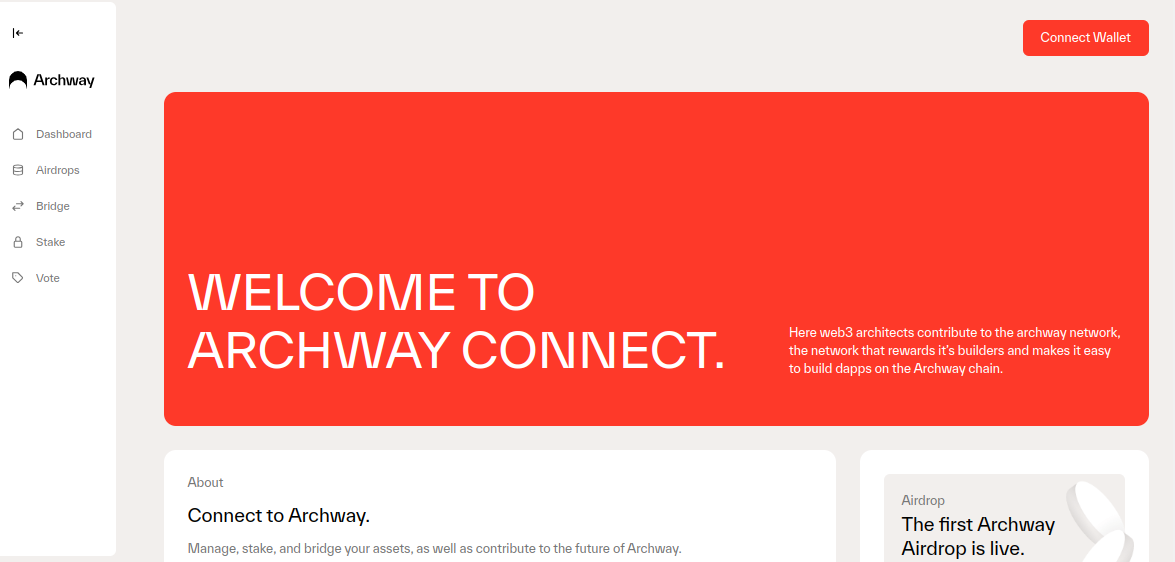 Archway
Dashboard
Airdrops
Bridge
Stake
Vote
Connect Wallet
WELCOME TO
ARCHWAY CONNECT.
Here web3 architects contribute to the archway network,
the network that rewards it's builders and makes it easy
to build dapps on the Archway chain.
About
Connect to Archway.
Manage, stake, and bridge your assets, as well as contribute to the future of Archway.
Airdrop
The first Archway
Airdrop is live.